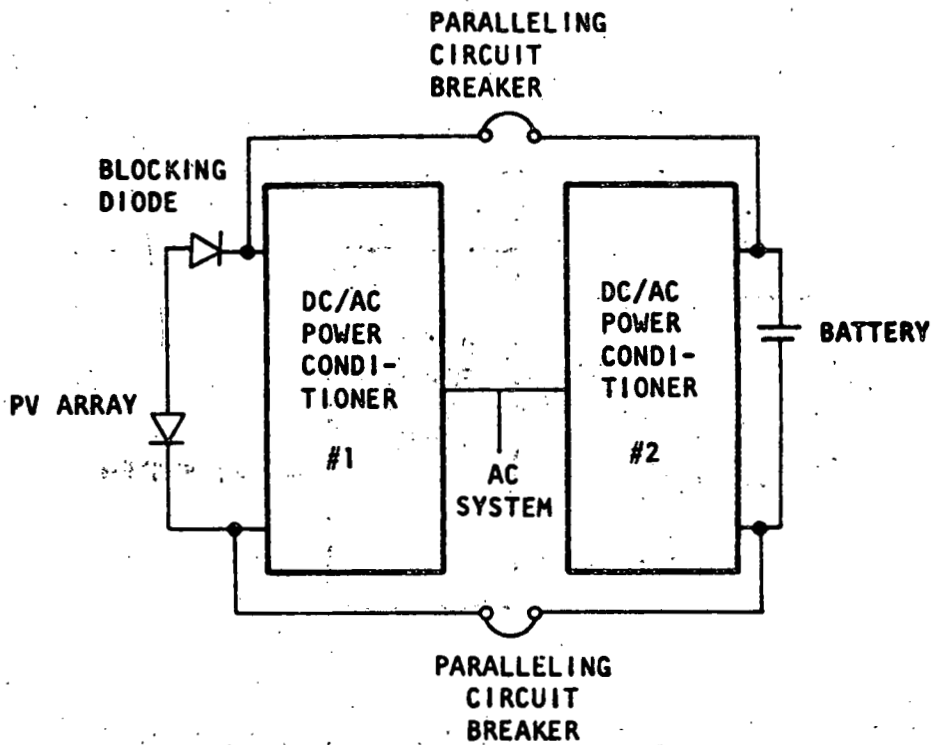 PARALLELING
CIRCUIT
BREAKER
BLOCKING
DIODE
DC/AC
POWER
CONDI-
TIONER
#1
DC/AC
POWER
CONDI-
TIONER
#2
BATTERY
PV ARRAY
AC
SYSTEM
PARALLELING
CIRCUIT
BREAKER